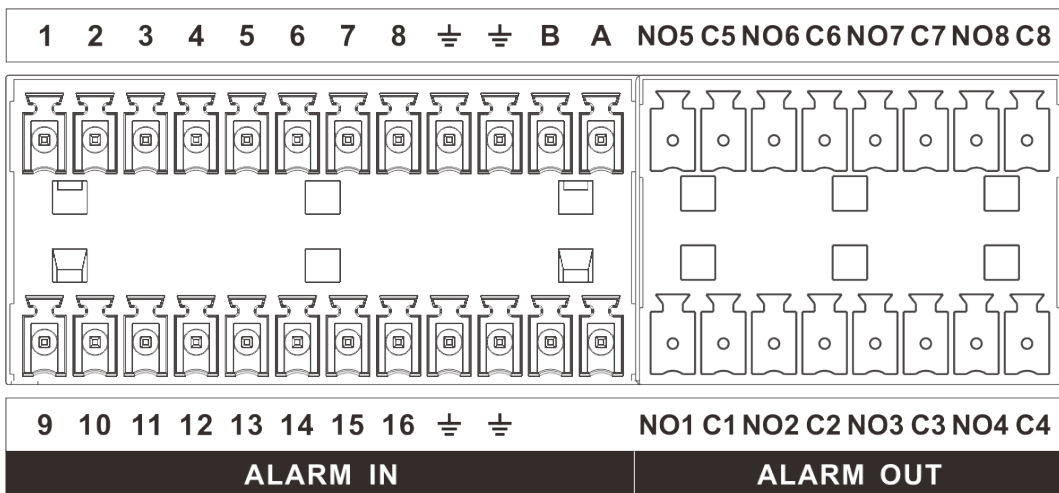 1 2 3 4 5 6 7 8 ⏚ ⏚ B A NO5 C5 NO6 C6 NO7 C7 NO8 C8
9 10 11 12 13 14 15 16 ⏚ ⏚ NO1 C1 NO2 C2 NO3 C3 NO4 C4
ALARM IN ALARM OUT